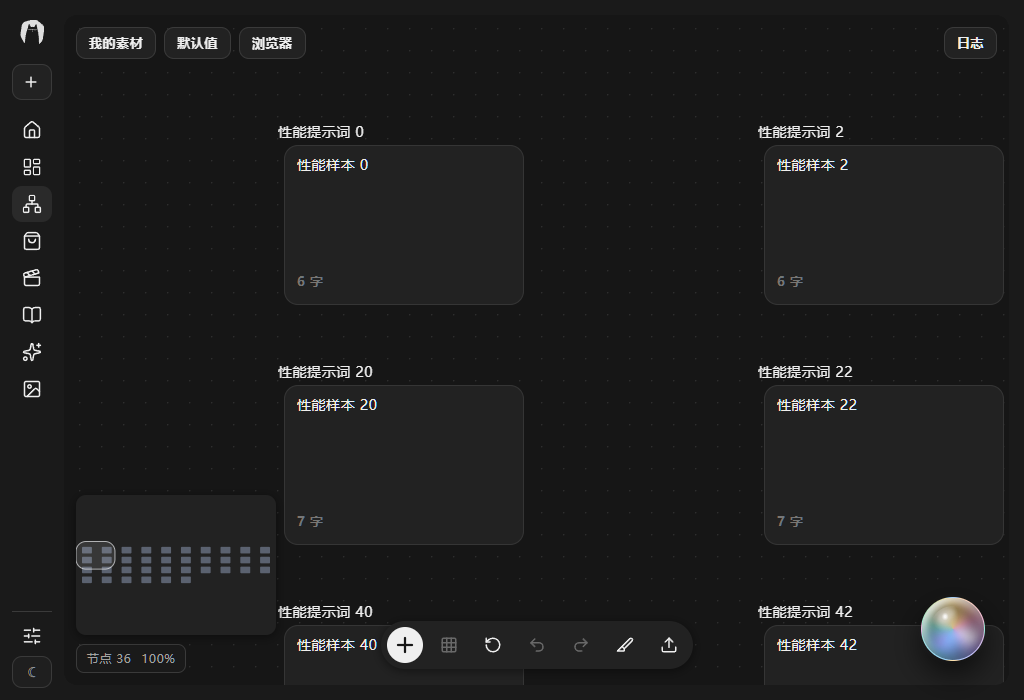 我的素材
默认值
浏览器
日志
性能提示词 0
性能样本 0
6 字
性能提示词 2
性能样本 2
6 字
性能提示词 20
性能样本 20
7 字
性能提示词 22
性能样本 22
7 字
性能提示词 40
性能样本 40
性能提示词 42
性能样本 42
节点 36 100%